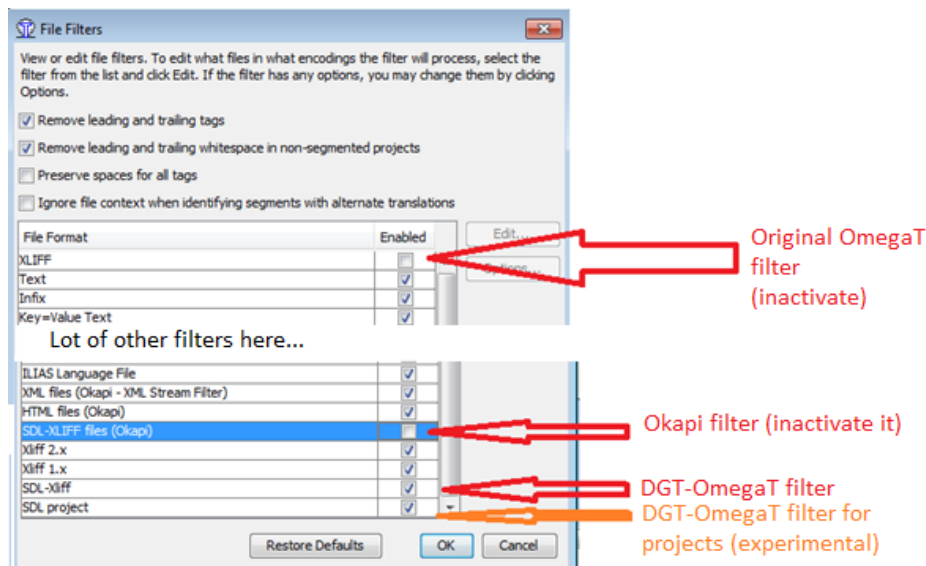 File Filters
View or edit file filters. To edit what files in what encodings the filter will process, select the
filter from the list and click Edit. If the filter has any options, you may change them by clicking
Options.
Remove leading and trailing tags
Remove leading and trailing whitespace in non-segmented projects
Preserve spaces for all tags
Ignore file context when identifying segments with alternate translations
File Format Enabled Edit...
XLIFF
Options...
Text
Infix
Key=Value Text
Original OmegaT
filter
(inactivate)
Lot of other filters here...
ILIAS Language File
XML files (Okapi - XML Stream Filter)
HTML files (Okapi)
SDL-XLIFF files (Okapi)
Okapi filter (inactivate it)
Xliff 2.x
Xliff 1.x
SDL-Xliff
DGT-OmegaT filter
SDL project
DGT-OmegaT filter for
projects (experimental)
Restore Defaults OK Cancel